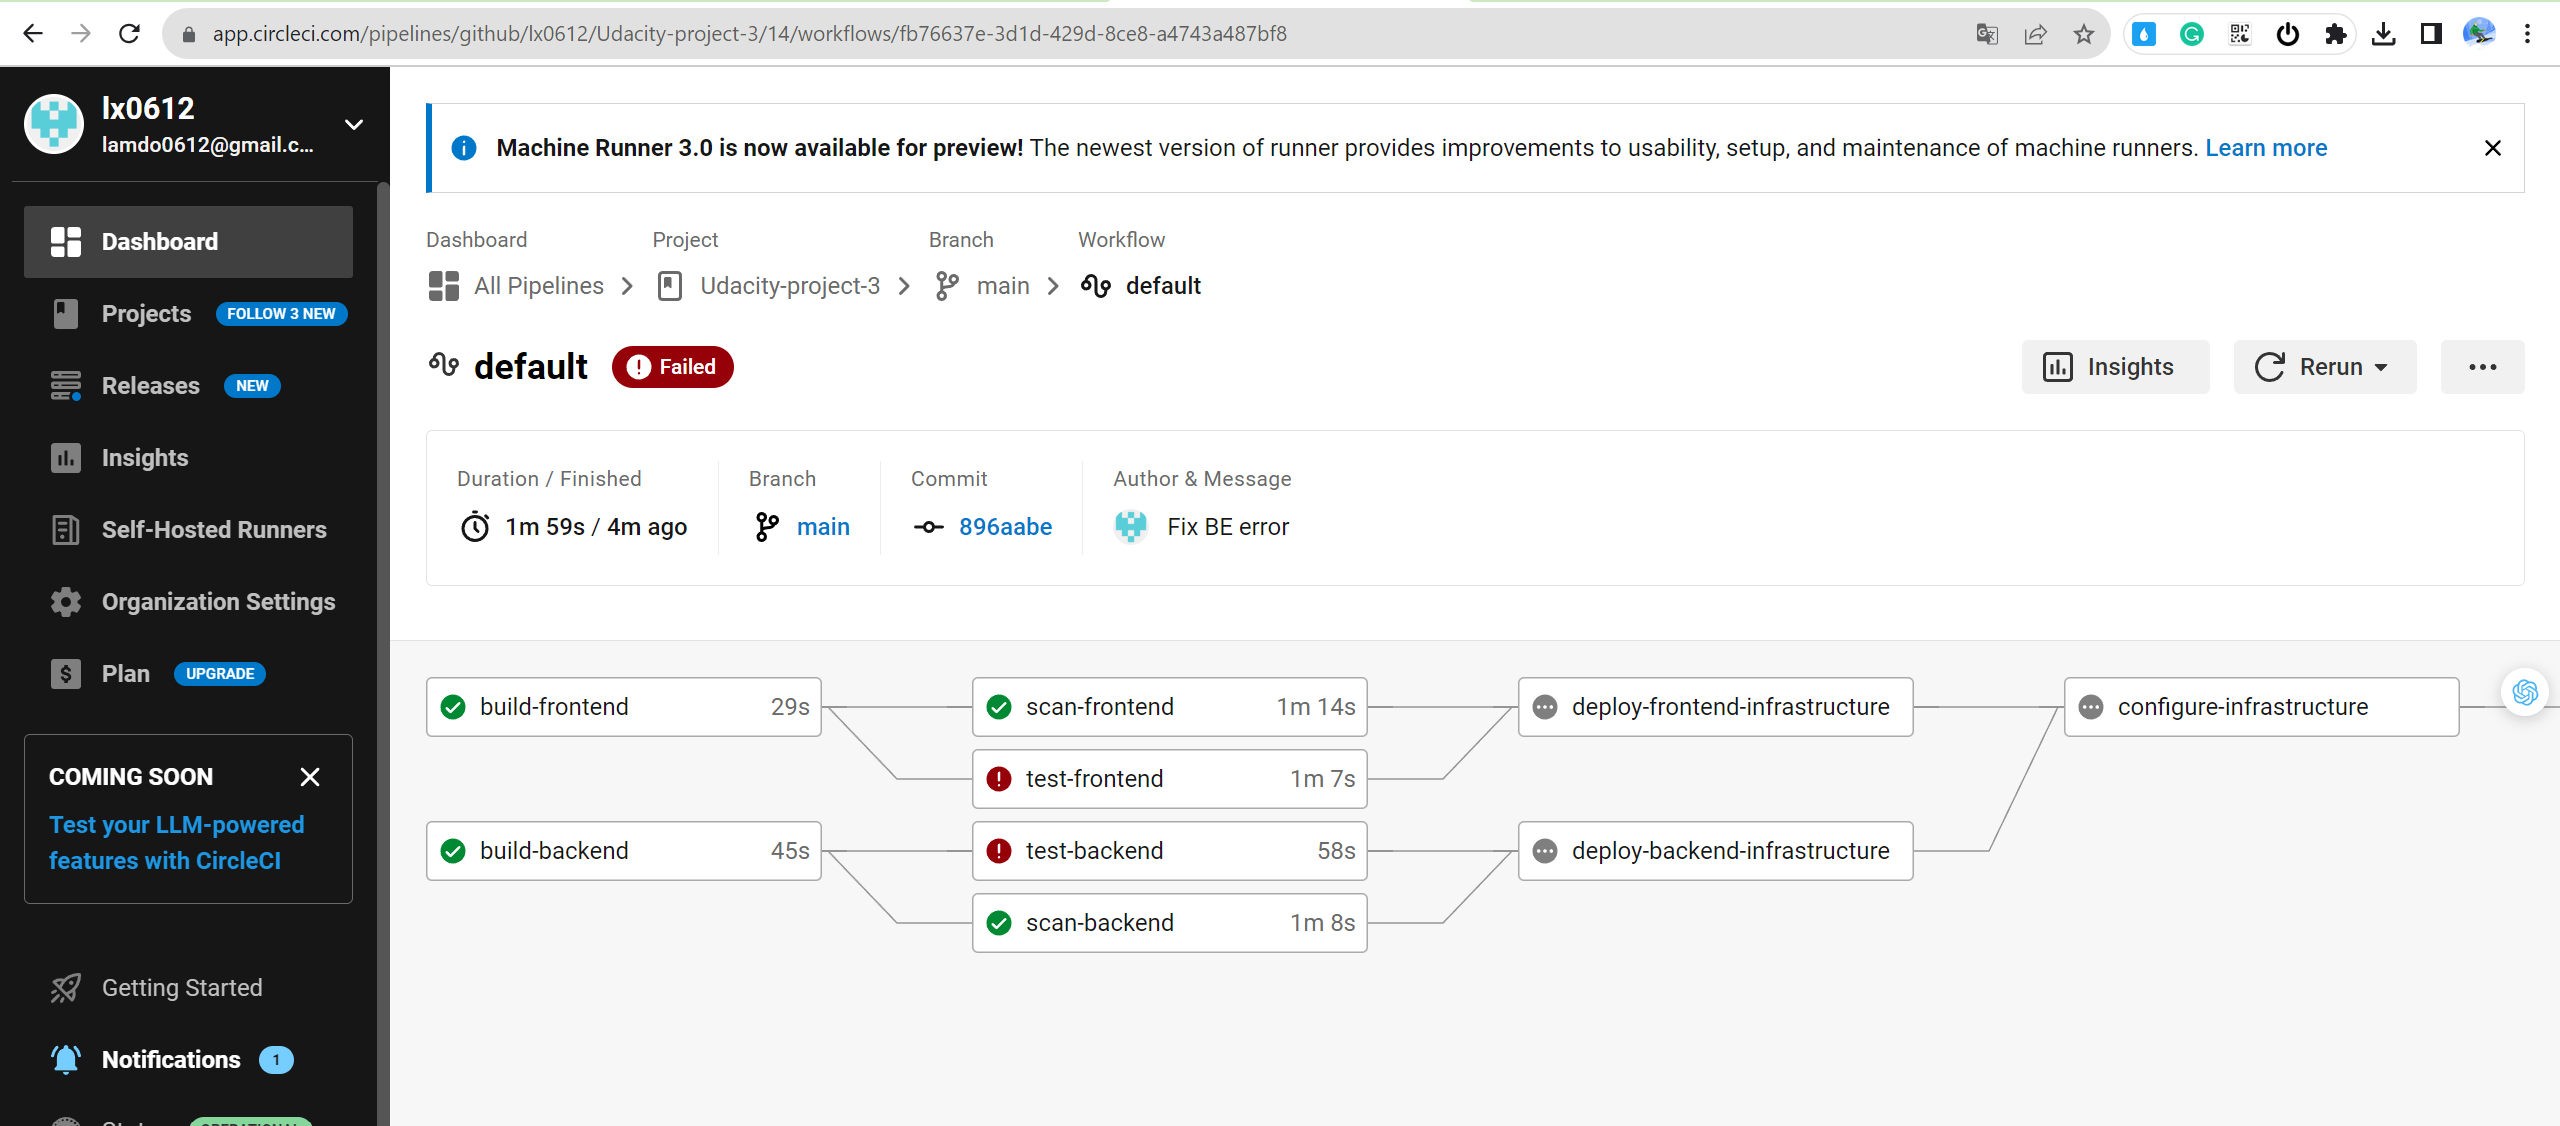 app.circleci.com/pipelines/github/lx0612/Udacity-project-3/14/workflows/fb76637e-3d1d-429d-8ce8-a4743a487bf8
lx0612
lamdo0612@gmail.c...
Dashboard
Projects FOLLOW 3 NEW
Releases NEW
Insights
Self-Hosted Runners
Organization Settings
Plan UPGRADE
COMING SOON
Test your LLM-powered
features with CircleCI
Getting Started
Notifications 1
Machine Runner 3.0 is now available for preview! The newest version of runner provides improvements to usability, setup, and maintenance of machine runners. Learn more
Dashboard Project Branch Workflow
All Pipelines Udacity-project-3 main default
default Failed Insights Rerun
Duration / Finished Branch Commit Author & Message
1m 59s / 4m ago main 896aabe Fix BE error
build-frontend 29s scan-frontend 1m 14s deploy-frontend-infrastructure configure-infrastructure
test-frontend 1m 7s
build-backend 45s test-backend 58s deploy-backend-infrastructure
scan-backend 1m 8s